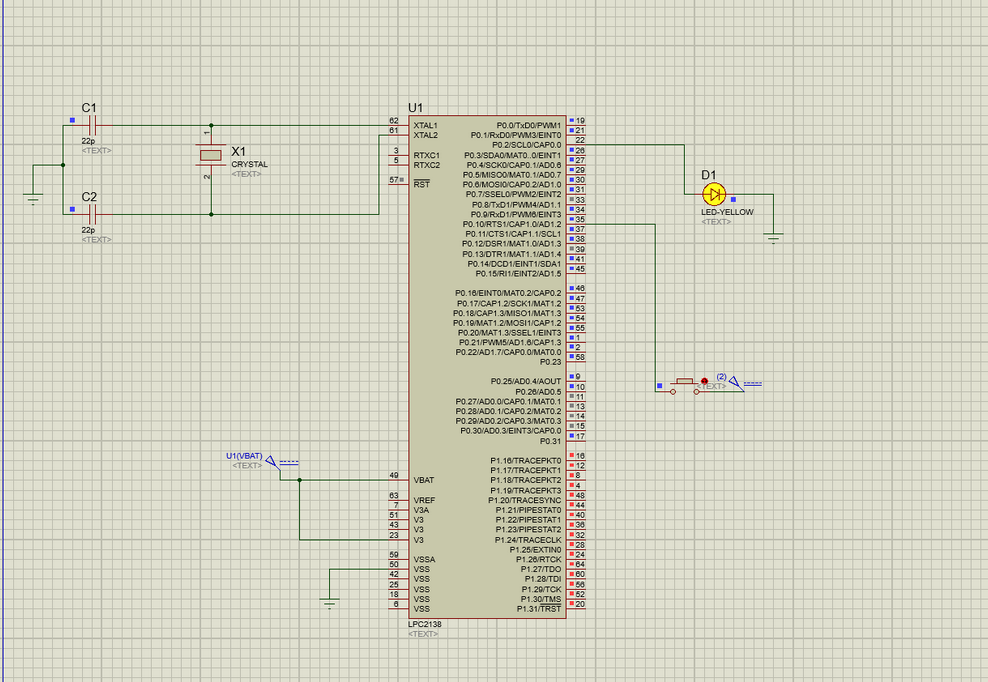 C1
22p
<TEXT>
C2
22p
<TEXT>
1
X1
CRYSTAL
<TEXT>
2
U1
62 XTAL1
61 XTAL2
3 RTXC1
5 RTXC2
57 RST
49 VBAT
63 VREF
7 V3A
51 V3
43 V3
23 V3
59 VSSA
50 VSS
42 VSS
25 VSS
18 VSS
6 VSS
P0.0/TxD0/PWM1 19
P0.1/RxD0/PWM3/EINT0 21
P0.2/SCL0/CAP0.0 22
P0.3/SDA0/MAT0..0/EINT1 26
P0.4/SCK0/CAP0.1/AD0.6 27
P0.5/MISO0/MAT0.1/AD0.7 29
P0.6/MOSI0/CAP0.2/AD1.0 30
P0.7/SSEL0/PWM2/EINT2 31
P0.8/TxD1/PWM4/AD1.1 33
P0.9/RxD1/PWM6/EINT3 34
P0.10/RTS1/CAP1.0/AD1.2 35
P0.11/CTS1/CAP1.1/SCL1 37
P0.12/DSR1/MAT1.0/AD1.3 38
P0.13/DTR1/MAT1.1/AD1.4 39
P0.14/DCD1/EINT1/SDA1 41
P0.15/RI1/EINT2/AD1.5 45
P0.16/EINT0/MAT0.2/CAP0.2 46
P0.17/CAP1.2/SCK1/MAT1.2 47
P0.18/CAP1.3/MISO1/MAT1.3 53
P0.19/MAT1.2/MOSI1/CAP1.2 54
P0.20/MAT1.3/SSEL1/EINT3 55
P0.21/PWM5/AD1.6/CAP1.3 1
P0.22/AD1.7/CAP0.0/MAT0.0 2
P0.23 58
P0.25/AD0.4/AOUT 9
P0.26/AD0.5 10
P0.27/AD0.0/CAP0.1/MAT0.1 11
P0.28/AD0.1/CAP0.2/MAT0.2 13
P0.29/AD0.2/CAP0.3/MAT0.3 14
P0.30/AD0.3/EINT3/CAP0.0 15
P0.31 17
P1.16/TRACEPKT0 16
P1.17/TRACEPKT1 12
P1.18/TRACEPKT2 8
P1.19/TRACEPKT3 4
P1.20/TRACESYNC 48
P1.21/PIPESTAT0 44
P1.22/PIPESTAT1 40
P1.23/PIPESTAT2 36
P1.24/TRACECLK 32
P1.25/EXTIN0 28
P1.26/RTCK 24
P1.27/TDO 64
P1.28/TDI 60
P1.29/TCK 56
P1.30/TMS 52
P1.31/TRST 20
LPC2138
<TEXT>
U1(VBAT)
<TEXT>
D1
LED-YELLOW
<TEXT>
(2)
<TEXT>